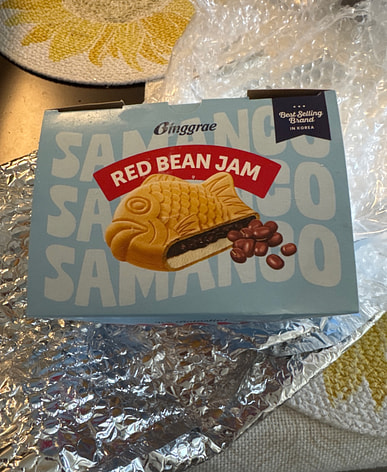 Binggrae
Best Selling
Brand
IN KOREA
RED BEAN JAM
SAMANCO
SAMANCO
SAMANCO